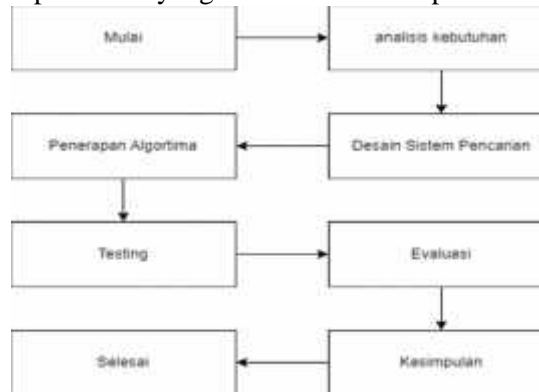 Mulai
analisis kebutuhan
Desain Sistem Pencarian
Penerapan Algortima
Testing
Evaluasi
Kesimpulan
Selesai